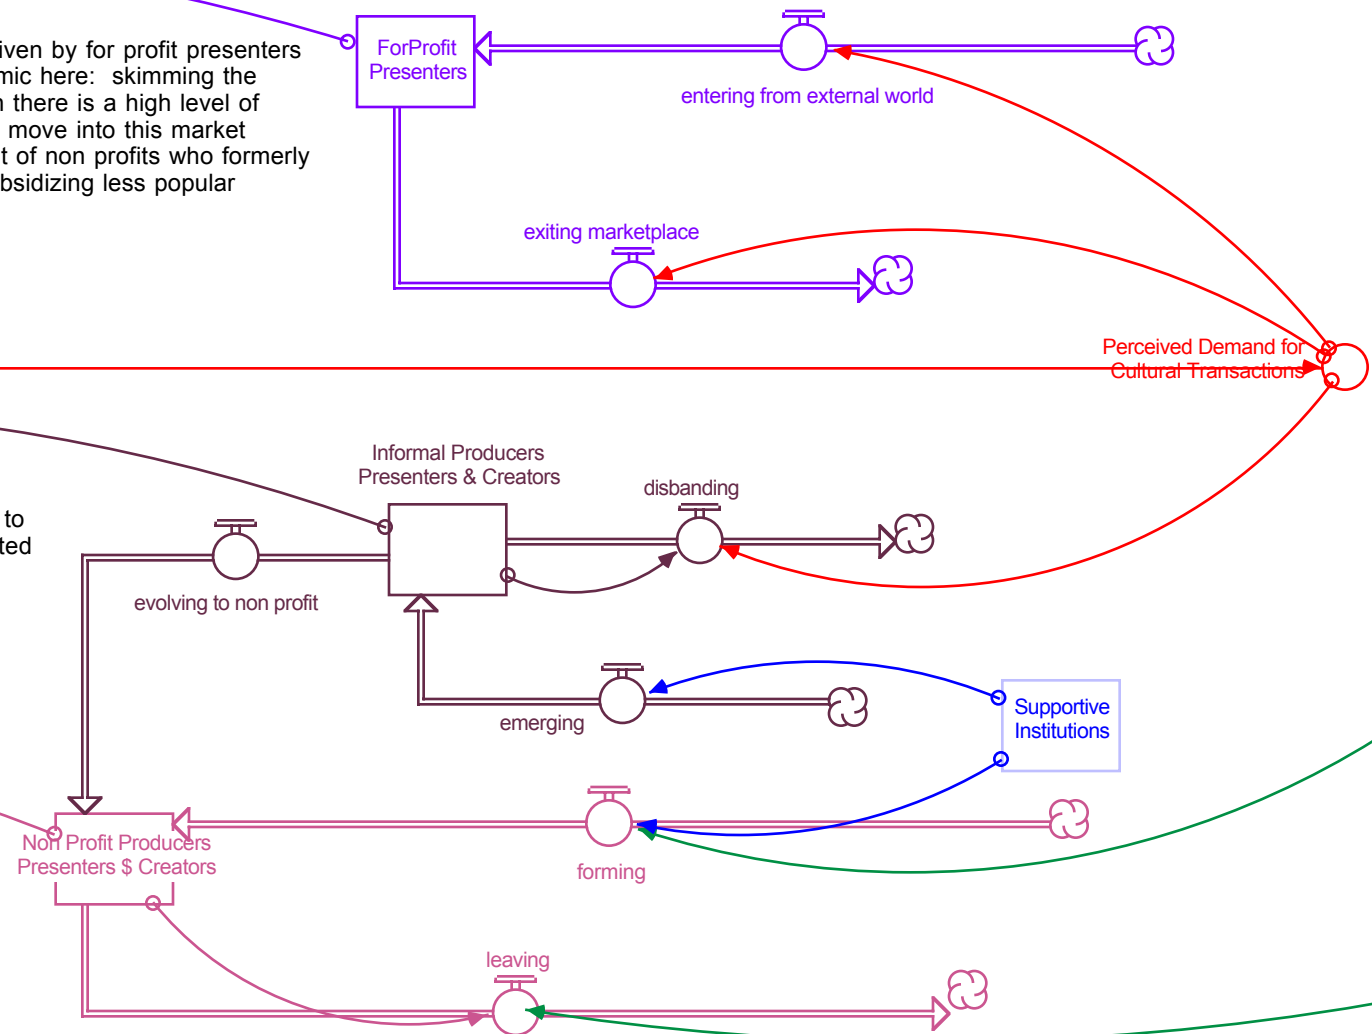 iven by for profit presenters
mic here: skimming the
n there is a high level of
move into this market
t of non profits who formerly
bsidizing less popular
ForProfit
Presenters
entering from external world
exiting marketplace
Perceived Demand for
Cultural Transactions
Informal Producers
Presenters & Creators
disbanding
to
ted
evolving to non profit
emerging
Supportive
Institutions
Non Profit Producers
Presenters $ Creators
forming
leaving